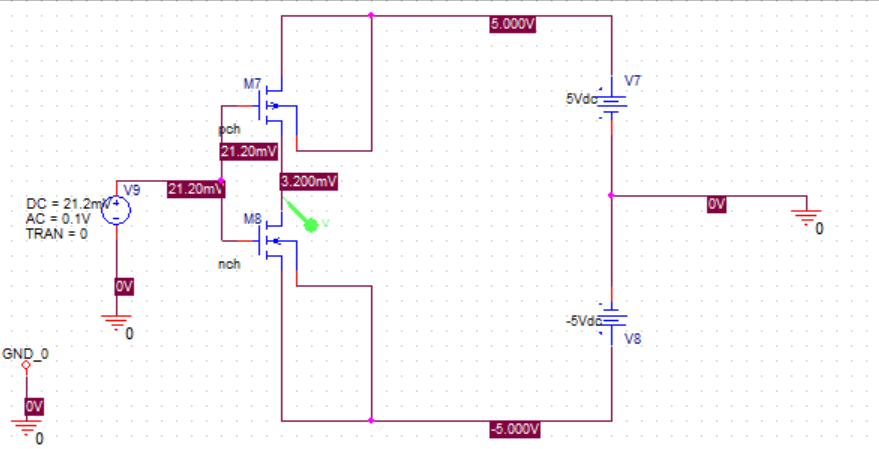 5.000V
M7
V7
5Vdc
pch
21.20mV
3.200mV
21.20mV
V9
DC = 21.2mV
AC = 0.1V
TRAN = 0
0V
0
M8
V
nch
0V
0
-5Vdc
V8
GND_0
0V
0
-5.000V